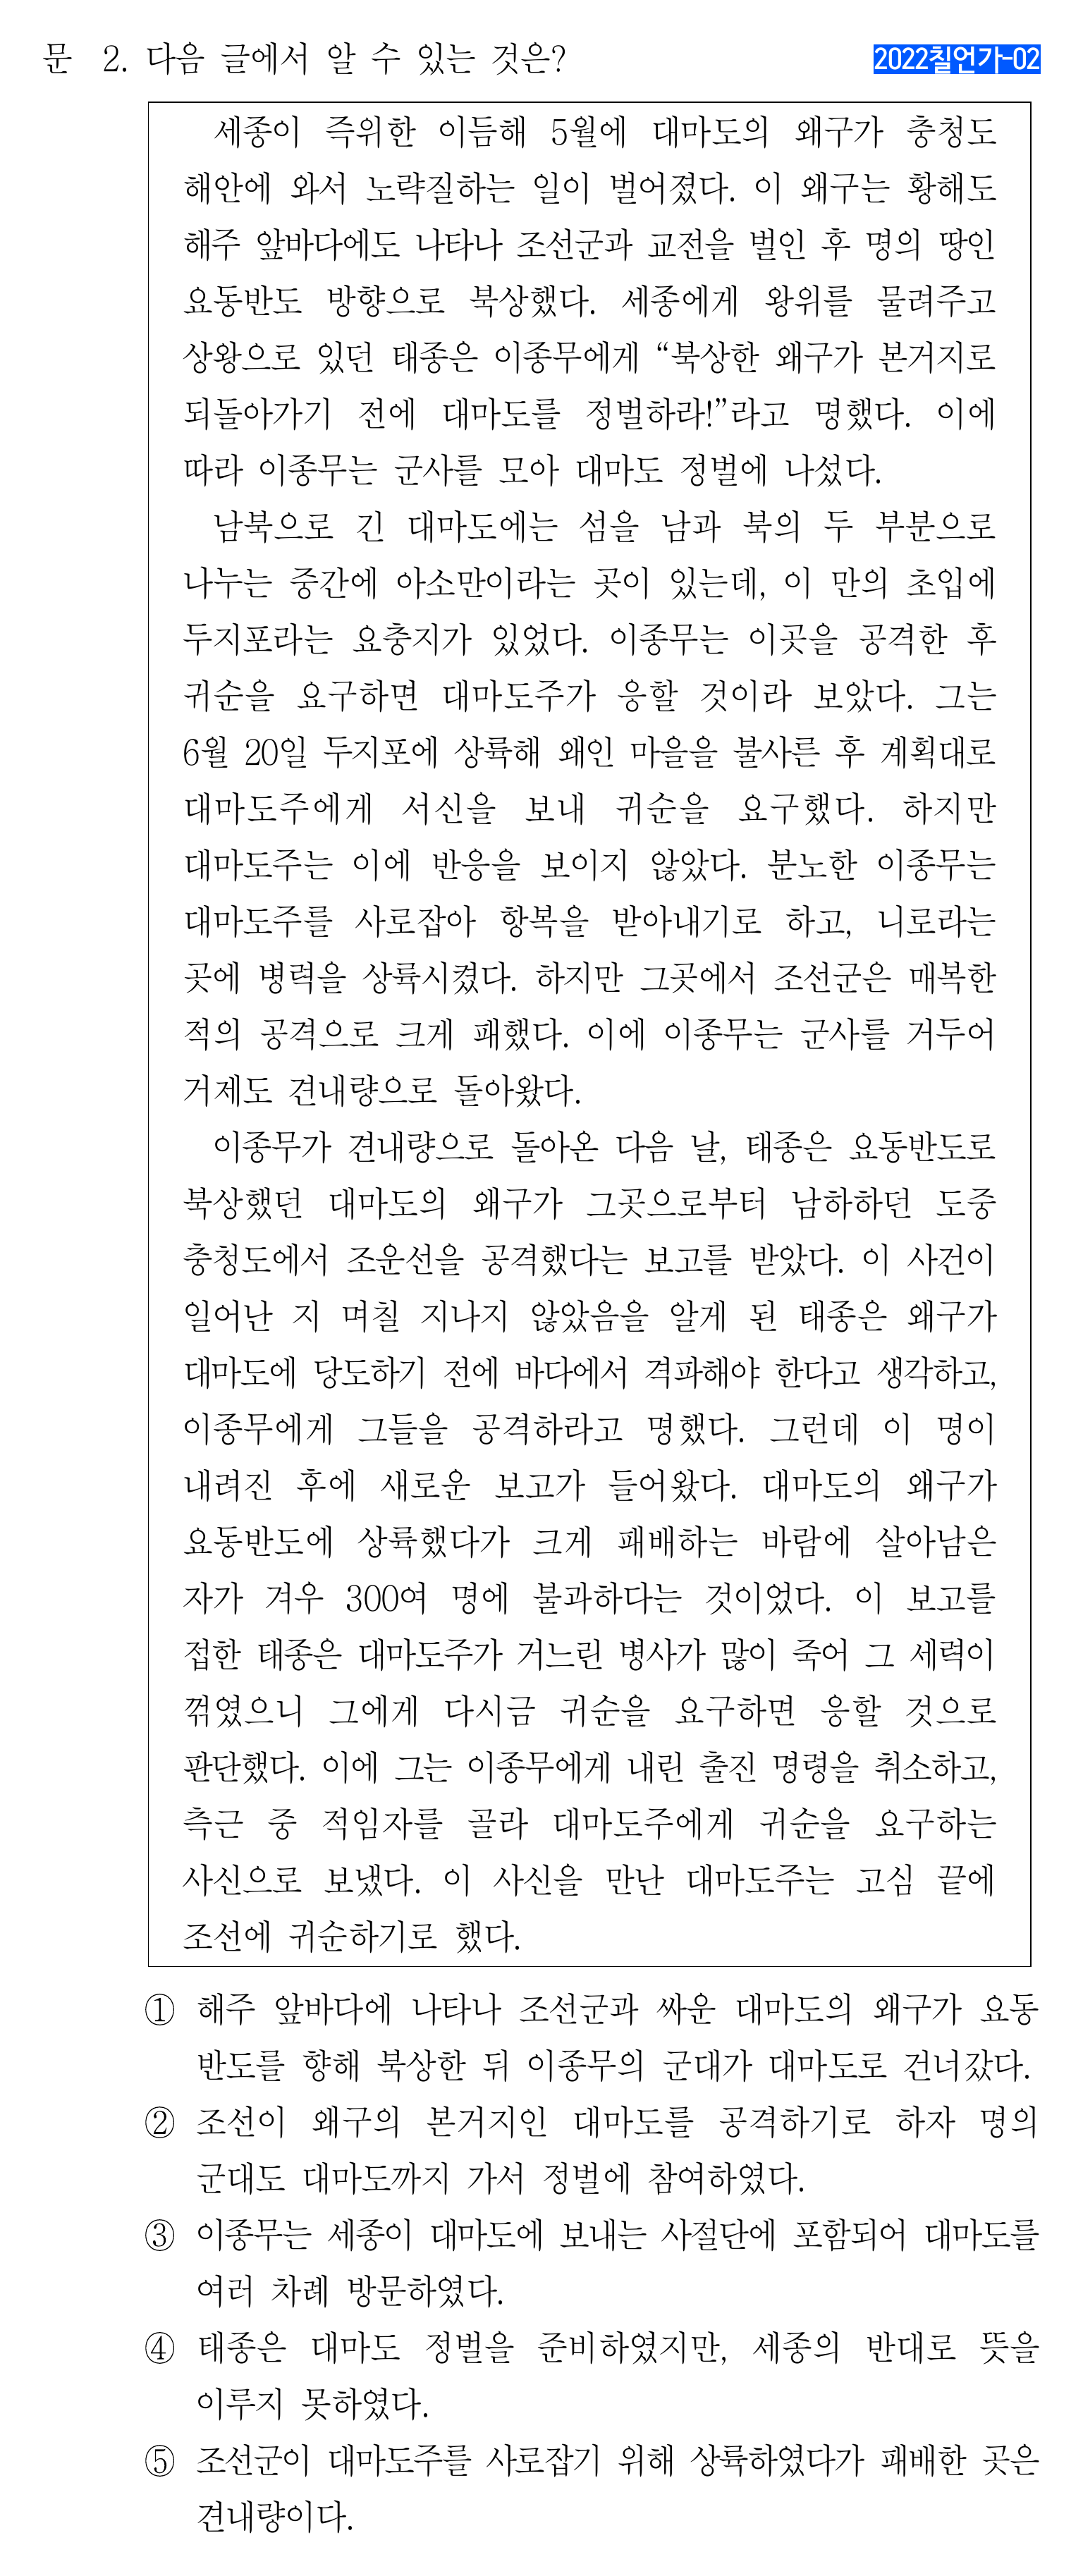 문 2. 다음 글에서 알 수 있는 것은?
2022칠언가-02
세종이 즉위한 이듬해 5월에 대마도의 왜구가 충청도
해안에 와서 노략질하는 일이 벌어졌다. 이 왜구는 황해도
해주 앞바다에도 나타나 조선군과 교전을 벌인 후 명의 땅인
요동반도 방향으로 북상했다. 세종에게 왕위를 물려주고
상왕으로 있던 태종은 이종무에게 “북상한 왜구가 본거지로
되돌아가기 전에 대마도를 정벌하라!”라고 명했다. 이에
따라 이종무는 군사를 모아 대마도 정벌에 나섰다.
남북으로 긴 대마도에는 섬을 남과 북의 두 부분으로
나누는 중간에 아소만이라는 곳이 있는데, 이 만의 초입에
두지포라는 요충지가 있었다. 이종무는 이곳을 공격한 후
귀순을 요구하면 대마도주가 응할 것이라 보았다. 그는
6월 20일 두지포에 상륙해 왜인 마을을 불사른 후 계획대로
대마도주에게 서신을 보내 귀순을 요구했다. 하지만
대마도주는 이에 반응을 보이지 않았다. 분노한 이종무는
대마도주를 사로잡아 항복을 받아내기로 하고, 니로라는
곳에 병력을 상륙시켰다. 하지만 그곳에서 조선군은 매복한
적의 공격으로 크게 패했다. 이에 이종무는 군사를 거두어
거제도 견내량으로 돌아왔다.
이종무가 견내량으로 돌아온 다음 날, 태종은 요동반도로
북상했던 대마도의 왜구가 그곳으로부터 남하하던 도중
충청도에서 조운선을 공격했다는 보고를 받았다. 이 사건이
일어난 지 며칠 지나지 않았음을 알게 된 태종은 왜구가
대마도에 당도하기 전에 바다에서 격파해야 한다고 생각하고,
이종무에게 그들을 공격하라고 명했다. 그런데 이 명이
내려진 후에 새로운 보고가 들어왔다. 대마도의 왜구가
요동반도에 상륙했다가 크게 패배하는 바람에 살아남은
자가 겨우 300여 명에 불과하다는 것이었다. 이 보고를
접한 태종은 대마도주가 거느린 병사가 많이 죽어 그 세력이
꺾였으니 그에게 다시금 귀순을 요구하면 응할 것으로
판단했다. 이에 그는 이종무에게 내린 출진 명령을 취소하고,
측근 중 적임자를 골라 대마도주에게 귀순을 요구하는
사신으로 보냈다. 이 사신을 만난 대마도주는 고심 끝에
조선에 귀순하기로 했다.
① 해주 앞바다에 나타나 조선군과 싸운 대마도의 왜구가 요동
반도를 향해 북상한 뒤 이종무의 군대가 대마도로 건너갔다.
② 조선이 왜구의 본거지인 대마도를 공격하기로 하자 명의
군대도 대마도까지 가서 정벌에 참여하였다.
③ 이종무는 세종이 대마도에 보내는 사절단에 포함되어 대마도를
여러 차례 방문하였다.
④ 태종은 대마도 정벌을 준비하였지만, 세종의 반대로 뜻을
이루지 못하였다.
⑤ 조선군이 대마도주를 사로잡기 위해 상륙하였다가 패배한 곳은
견내량이다.